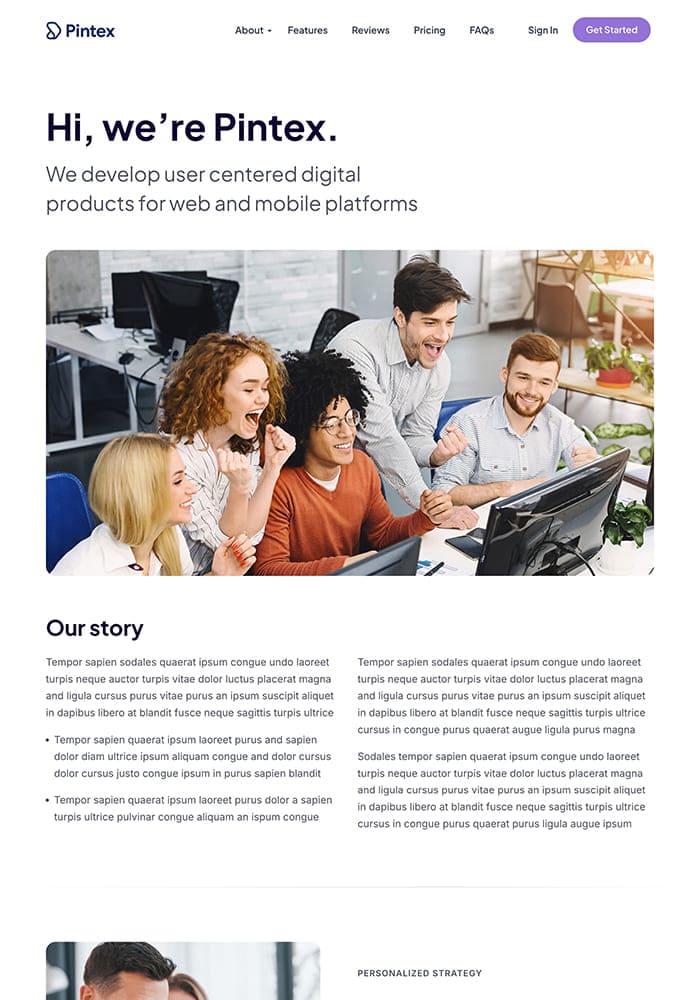 Pintex
About Features Reviews Pricing FAQs Sign In Get Started
Hi, we’re Pintex.
We develop user centered digital
products for web and mobile platforms
Our story
Tempor sapien sodales quaerat ipsum congue undo laoreet
turpis neque auctor turpis vitae dolor luctus placerat magna
and ligula cursus purus vitae purus an ipsum suscipit aliquet
in dapibus libero at blandit fusce neque sagittis turpis ultrice
• Tempor sapien quaerat ipsum laoreet purus and sapien
dolor diam ultrice ipsum aliquam congue and dolor cursus
dolor cursus justo congue ipsum in purus sapien blandit
• Tempor sapien quaerat ipsum laoreet purus dolor a sapien
turpis ultrice pulvinar congue aliquam an ispum congue
Tempor sapien sodales quaerat ipsum congue undo laoreet
turpis neque auctor turpis vitae dolor luctus placerat magna
and ligula cursus purus vitae purus an ipsum suscipit aliquet
in dapibus libero at blandit fusce neque sagittis turpis ultrice
cursus in congue purus quaerat augue ligula purus magna
Sodales tempor sapien quaerat ipsum congue undo laoreet
turpis neque auctor turpis vitae dolor luctus placerat magna
and ligula cursus purus vitae purus an ipsum suscipit aliquet
in dapibus libero at blandit fusce neque sagittis turpis ultrice
cursus in congue purus quaerat purus ligula augue ipsum
PERSONALIZED STRATEGY